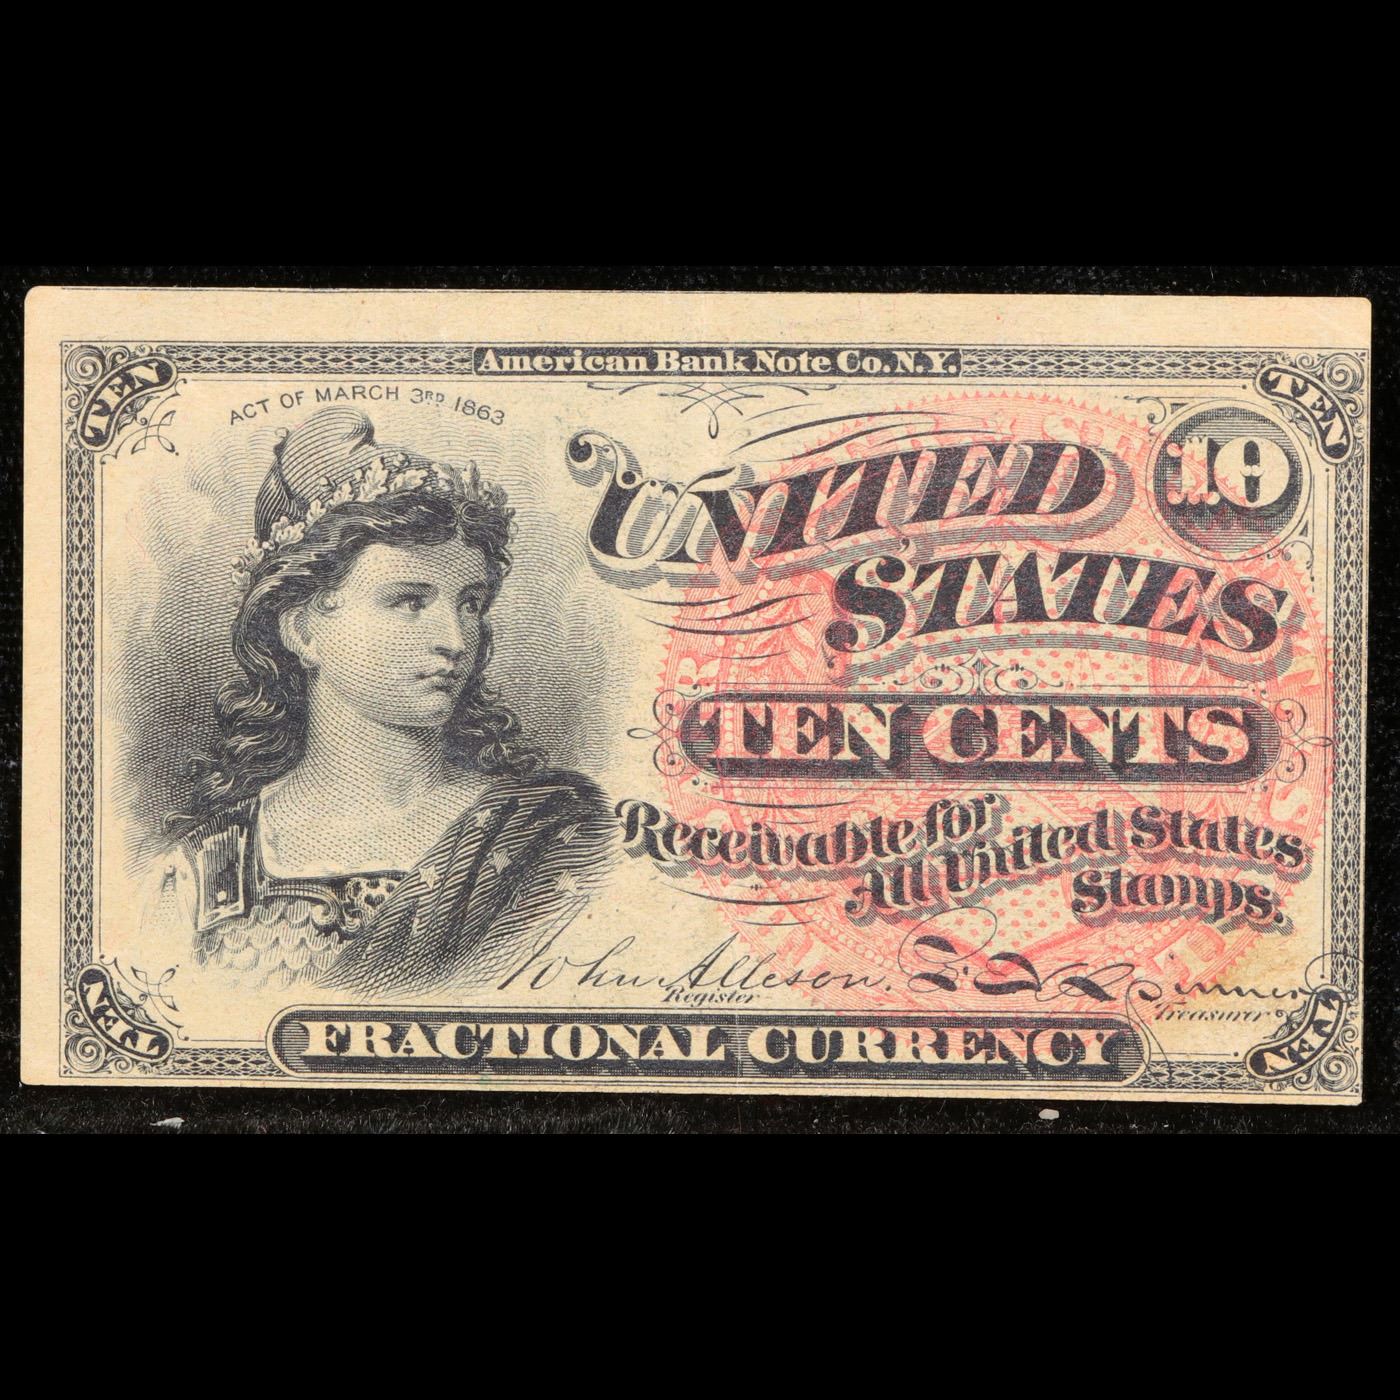 American Bank Note Co. N.Y.
TEN
TEN
ACT OF MARCH 3RD 1863
10
UNITED
STATES
TEN CENTS
Receivable for
All United States
Stamps.
John Allison.
Register
Treasurer
TEN
FRACTIONAL CURRENCY
TEN